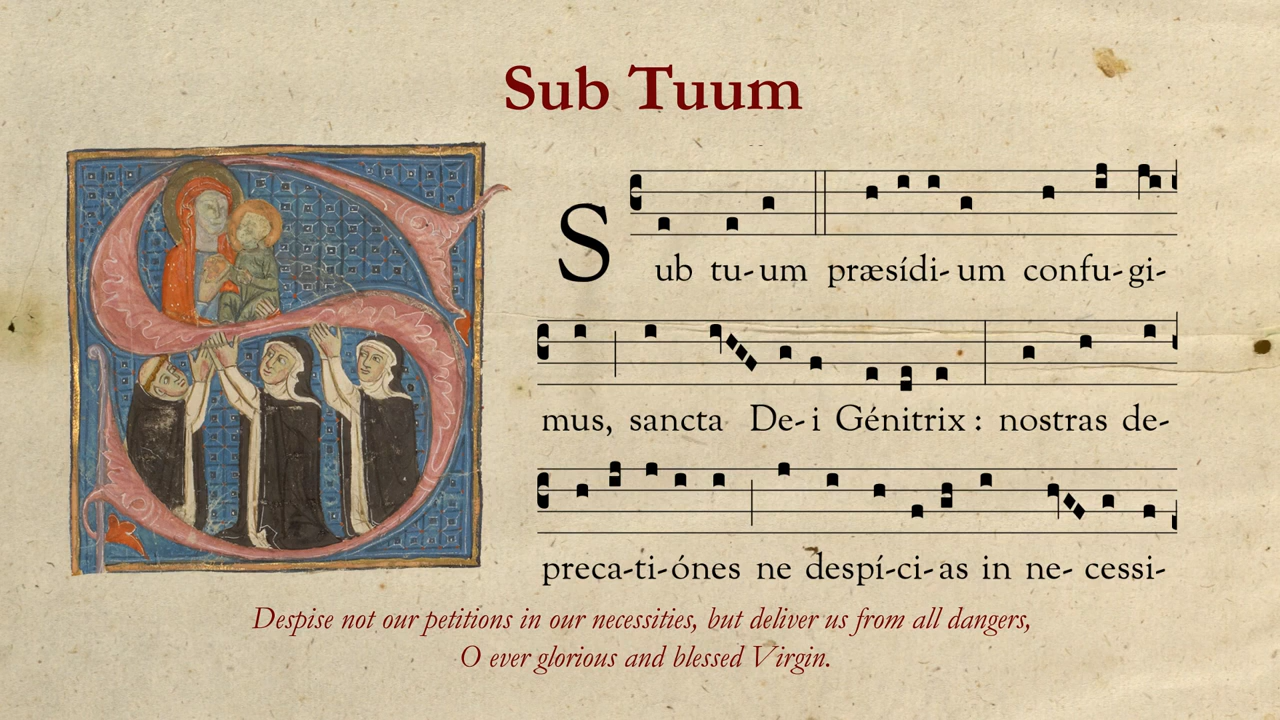 Sub Tuum
Sub tu-um præsídi-um confu-gi-
mus, sancta De-i Génitrix : nostras de-
preca-ti-ónes ne despí-ci-as in ne- cessi-
Despise not our petitions in our necessities, but deliver us from all dangers,
O ever glorious and blessed Virgin.